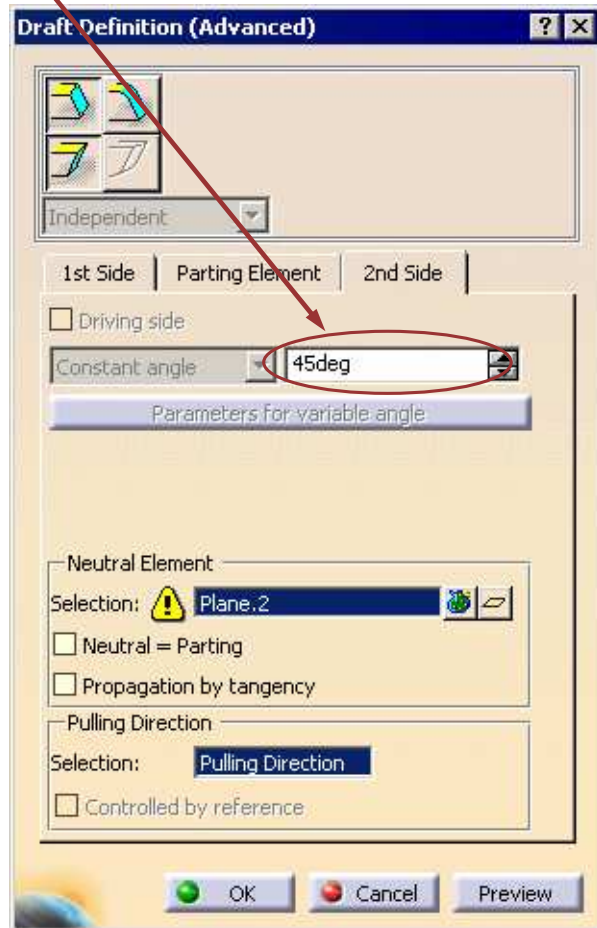 Draft Definition (Advanced)
Independent
1st Side Parting Element 2nd Side
Driving side
Constant angle 45deg
Parameters for variable angle
Neutral Element
Selection: Plane.2
Neutral = Parting
Propagation by tangency
Pulling Direction
Selection: Pulling Direction
Controlled by reference
OK Cancel Preview